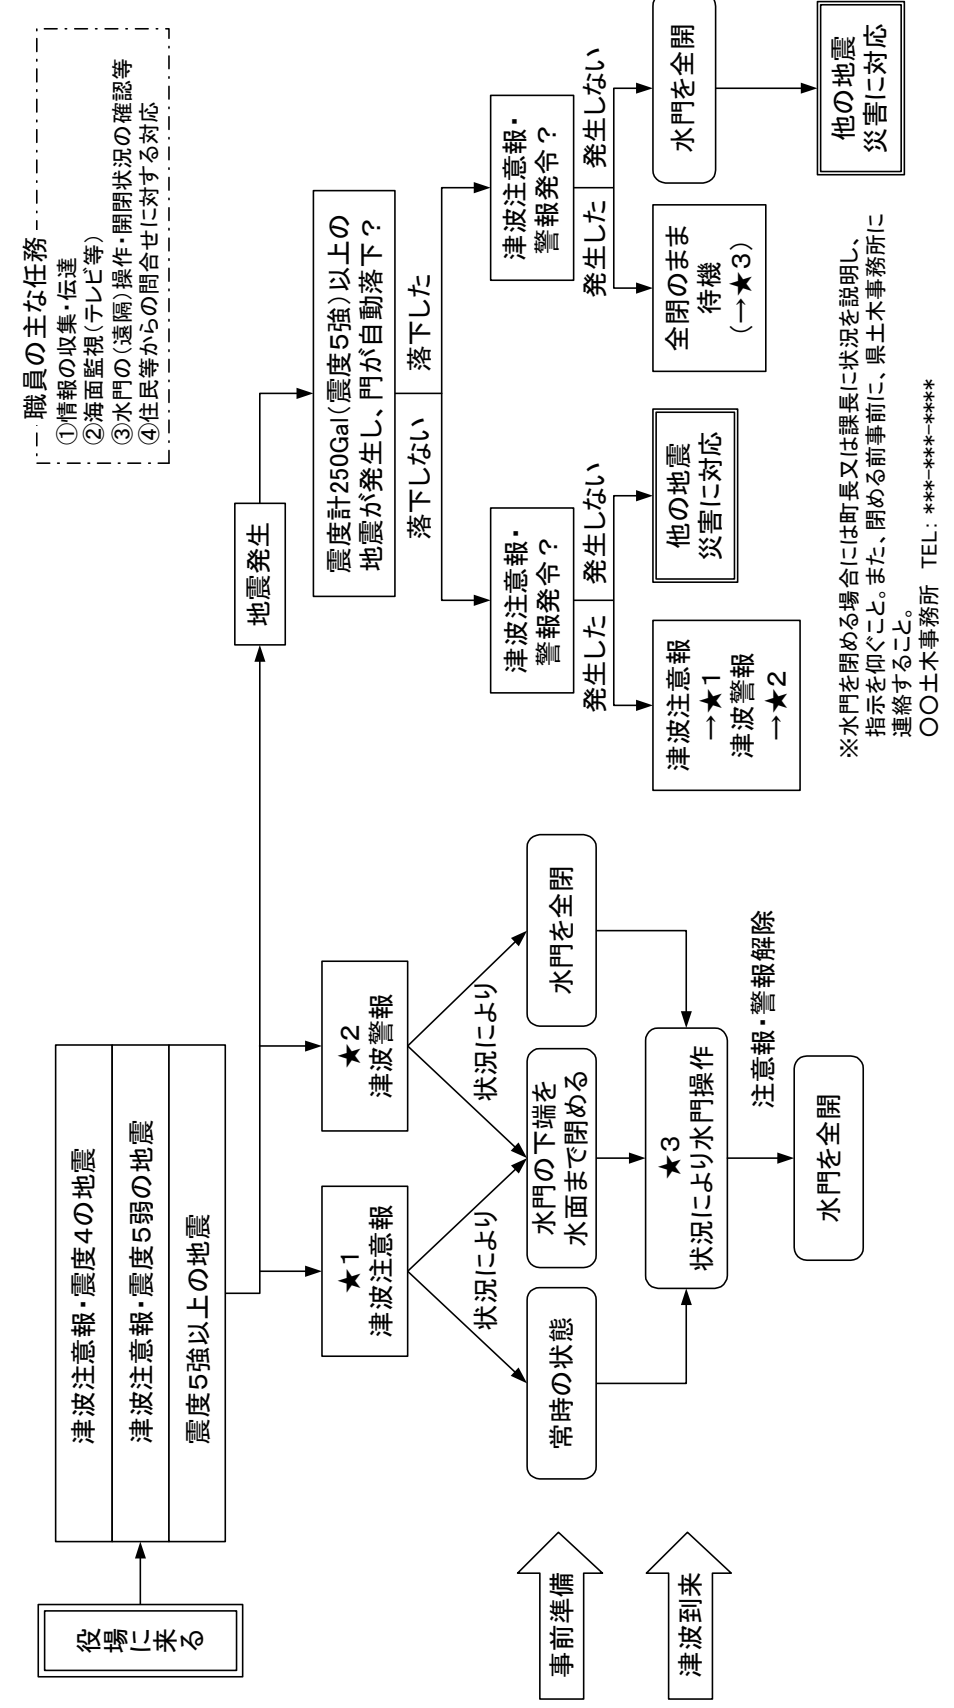 役場に来る
津波注意報・震度4の地震
津波注意報・震度5弱の地震
震度5強以上の地震
職員の主な任務
①情報の収集・伝達
②海面監視(テレビ等)
③水門の(遠隔)操作・開閉状況の確認等
④住民等からの問合せに対する対応
★1
津波注意報
★2
津波警報
地震発生
震度計250Gal(震度5強)以上の
地震が発生し、門が自動落下?
落下しない
落下した
状況により
状況により
津波注意報・
警報発令?
津波注意報・
警報発令?
発生した
発生しない
発生した
発生しない
事前準備
常時の状態
水門の下端を
水面まで閉める
水門を全閉
津波注意報
→★1
津波警報
→★2
他の地震
災害に対応
全閉のまま
待機
(→★3)
水門を全開
津波到来
★3
状況により水門操作
注意報・警報解除
水門を全開
他の地震
災害に対応
※水門を閉める場合には町長又は課長に状況を説明し、
指示を仰ぐこと。また、閉める前事前に、県土木事務所に
連絡すること。
〇〇土木事務所 TEL: ***-***-****